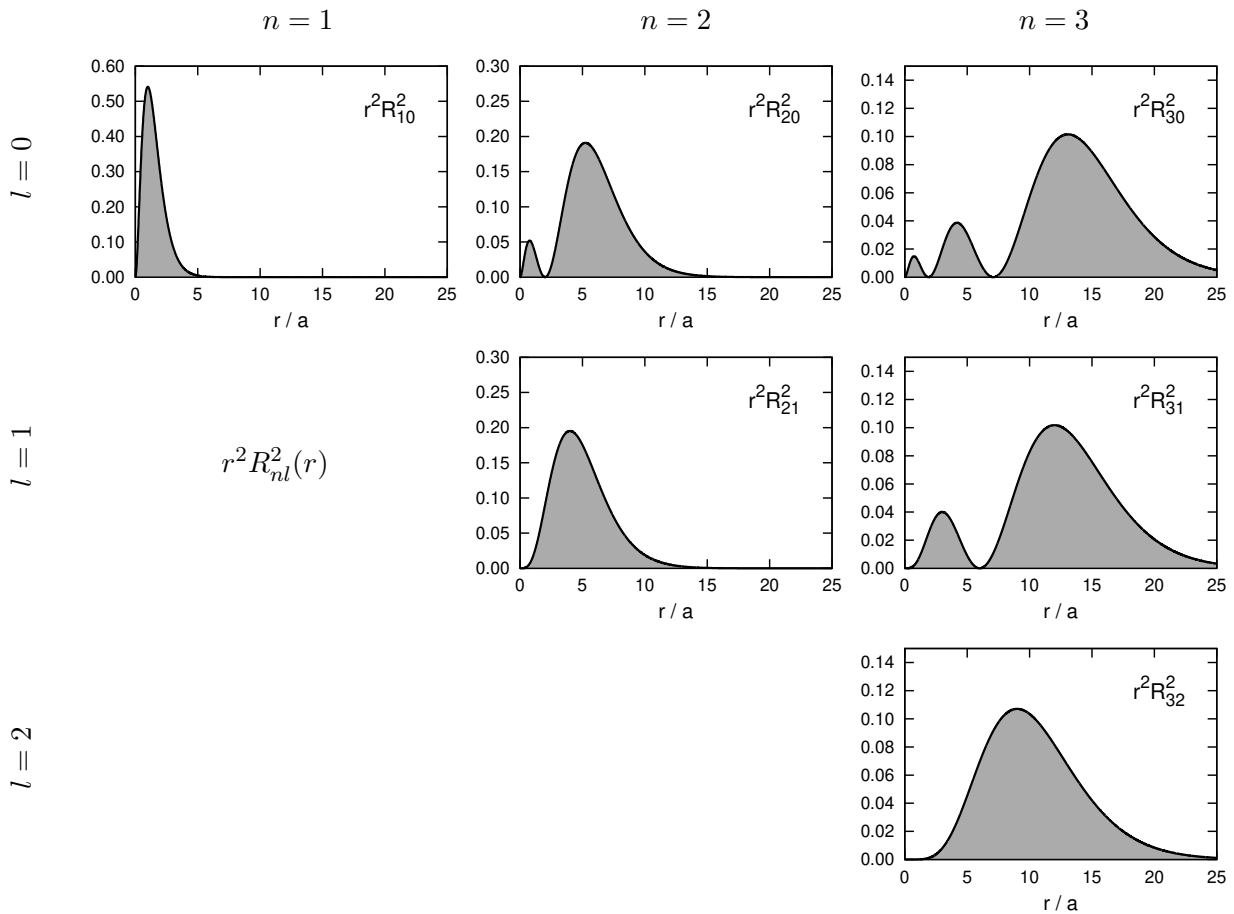 n = 1
n = 2
n = 3
l = 0
0.60
0.50
0.40
0.30
0.20
0.10
0.00
r²R²₁₀
0 5 10 15 20 25
r / a
0.30
0.25
0.20
0.15
0.10
0.05
0.00
r²R²₂₀
0 5 10 15 20 25
r / a
0.14
0.12
0.10
0.08
0.06
0.04
0.02
0.00
r²R²₃₀
0 5 10 15 20 25
r / a
l = 1
r²R²ₙₗ(r)
0.30
0.25
0.20
0.15
0.10
0.05
0.00
r²R²₂₁
0 5 10 15 20 25
r / a
0.14
0.12
0.10
0.08
0.06
0.04
0.02
0.00
r²R²₃₁
0 5 10 15 20 25
r / a
l = 2
0.14
0.12
0.10
0.08
0.06
0.04
0.02
0.00
r²R²₃₂
0 5 10 15 20 25
r / a